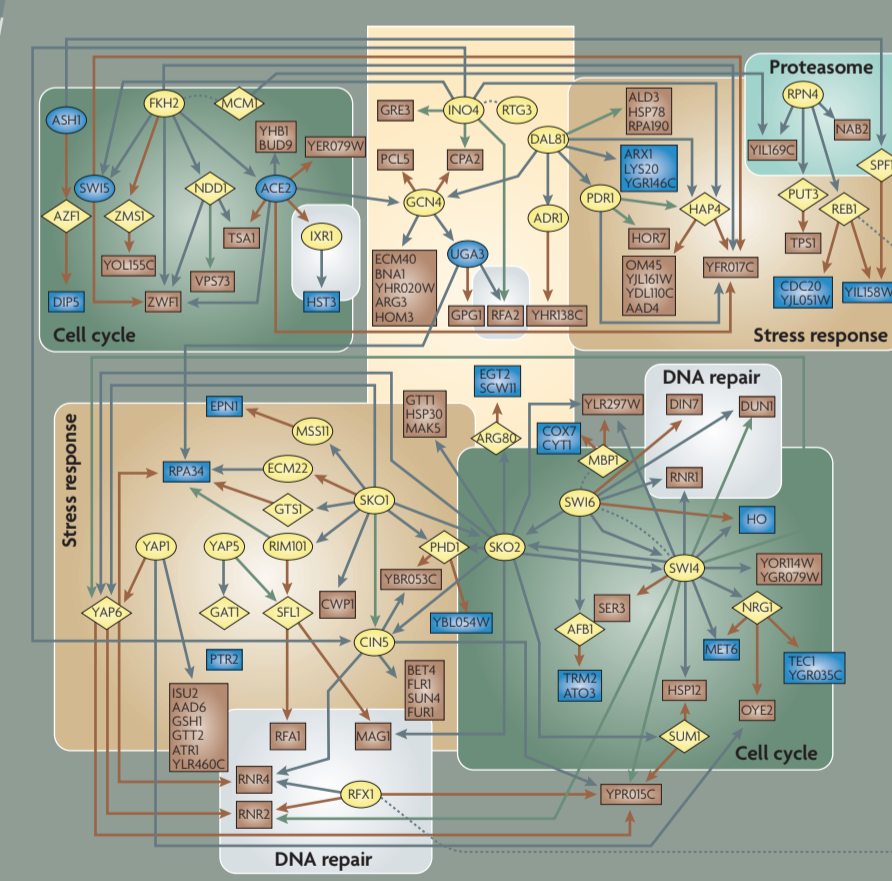 Proteasome
RPN4
NAB2
YIL169C
ASH1
FKH2
MCM1
YHB1
BUD9
YER079W
SWI5
NDD1
ACE2
AZF1
ZMS1
TSA1
IXR1
YOL155C
VPS73
DIP5
ZWF1
HST3
Cell cycle
GRE3
INO4
RTG3
PCL5
CPA2
DAL81
GCN4
ADR1
ECM40
BNA1
YHR020W
ARG3
HOM3
UGA3
GPG1
RFA2
YHR138C
ALD3
HSP78
RPA190
ARX1
LYS20
YGR146C
PDR1
HAP4
HOR7
OM45
YJL161W
YDL110C
AAD4
YFR017C
PUT3
REB1
TPS1
CDC20
YJL051W
YIL158W
Stress response
Stress response
EPN1
MSS11
RPA34
ECM22
GTS1
SKO1
YAP1
YAP5
RIM101
PHD1
YBR053C
YAP6
GAT1
SFL1
CWP1
CIN5
YBL054W
PTR2
ISU2
AAD6
GSH1
GTT2
ATR1
YLR460C
RFA1
MAG1
BET4
FLR1
SUN4
FUR1
RNR4
RFX1
RNR2
DNA repair
EGT2
SCW11
GTT1
HSP30
MAK5
ARG80
YLR297W
COX7
CYT1
MBP1
DNA repair
DIN7
DUN1
RNR1
SWI6
HO
SKO2
SWI4
YOR114W
YGR079W
SER3
NRG1
AFB1
MET6
TEC1
YGR035C
TRM2
ATO3
HSP12
OYE2
SUM1
Cell cycle
YPR015C